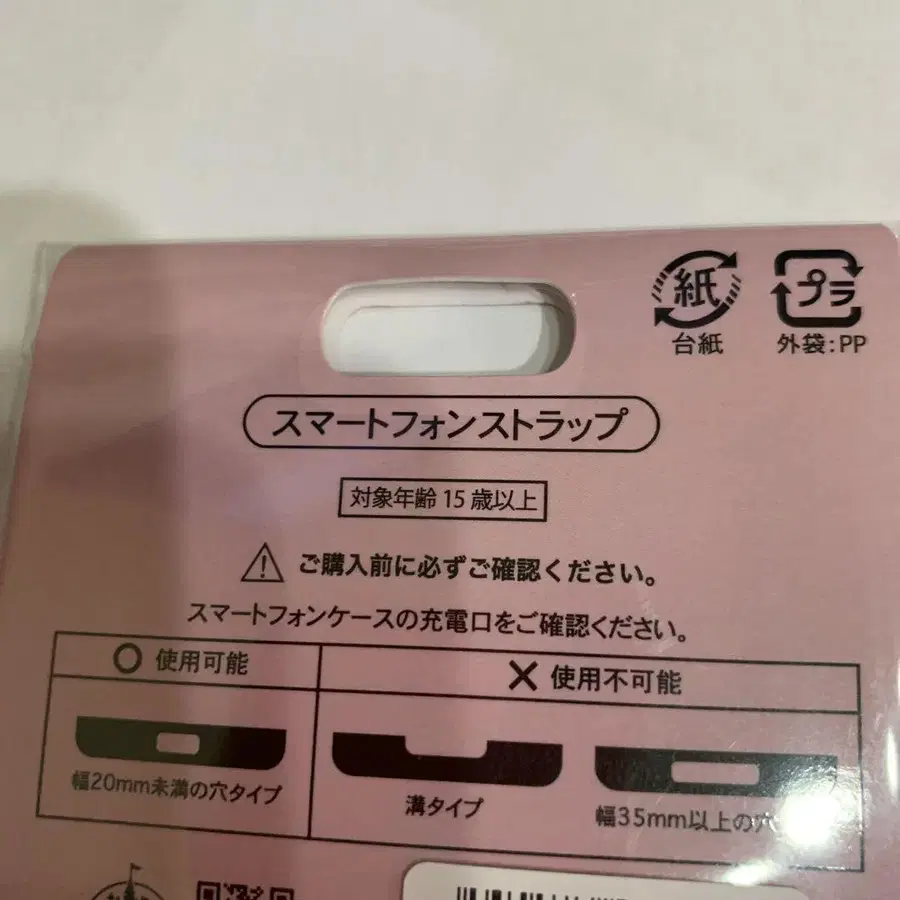 紙 プラ
台紙 外袋:PP
スマートフォンストラップ
対象年齢 15 歳以上
ご購入前に必ずご確認ください。
スマートフォンケースの充電口をご確認ください。
○ 使用可能 × 使用不可能
幅20mm未満の穴タイプ 溝タイプ 幅35mm以上の穴